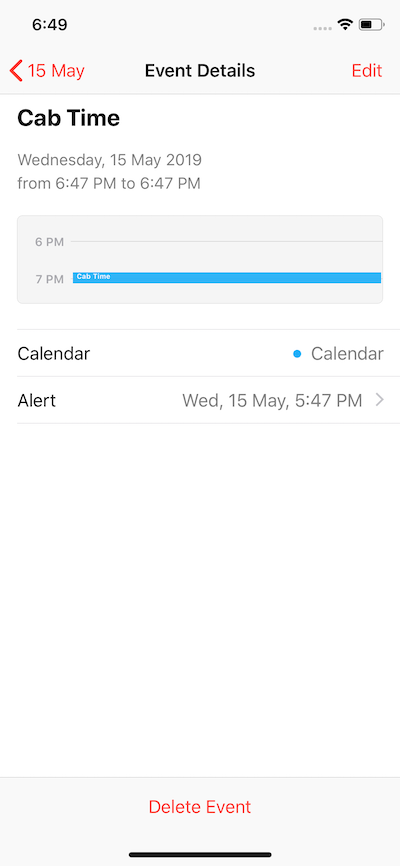 6:49
15 May
Event Details
Edit
Cab Time
Wednesday, 15 May 2019
from 6:47 PM to 6:47 PM
6 PM
7 PM
Cab Time
Calendar
Calendar
Alert
Wed, 15 May, 5:47 PM
Delete Event